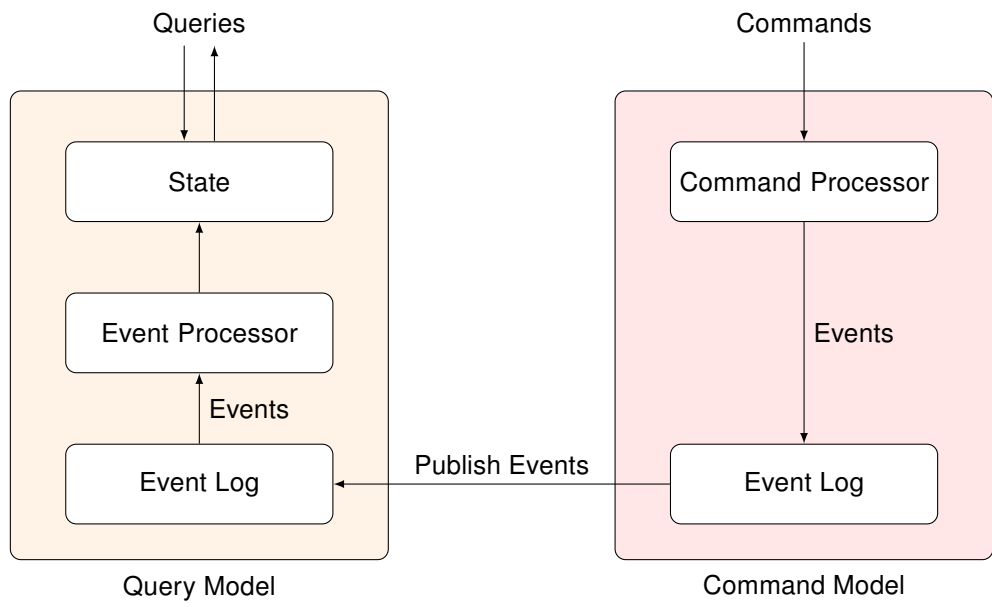 Queries
Commands
State
Command Processor
Event Processor
Events
Events
Publish Events
Event Log
Event Log
Query Model
Command Model